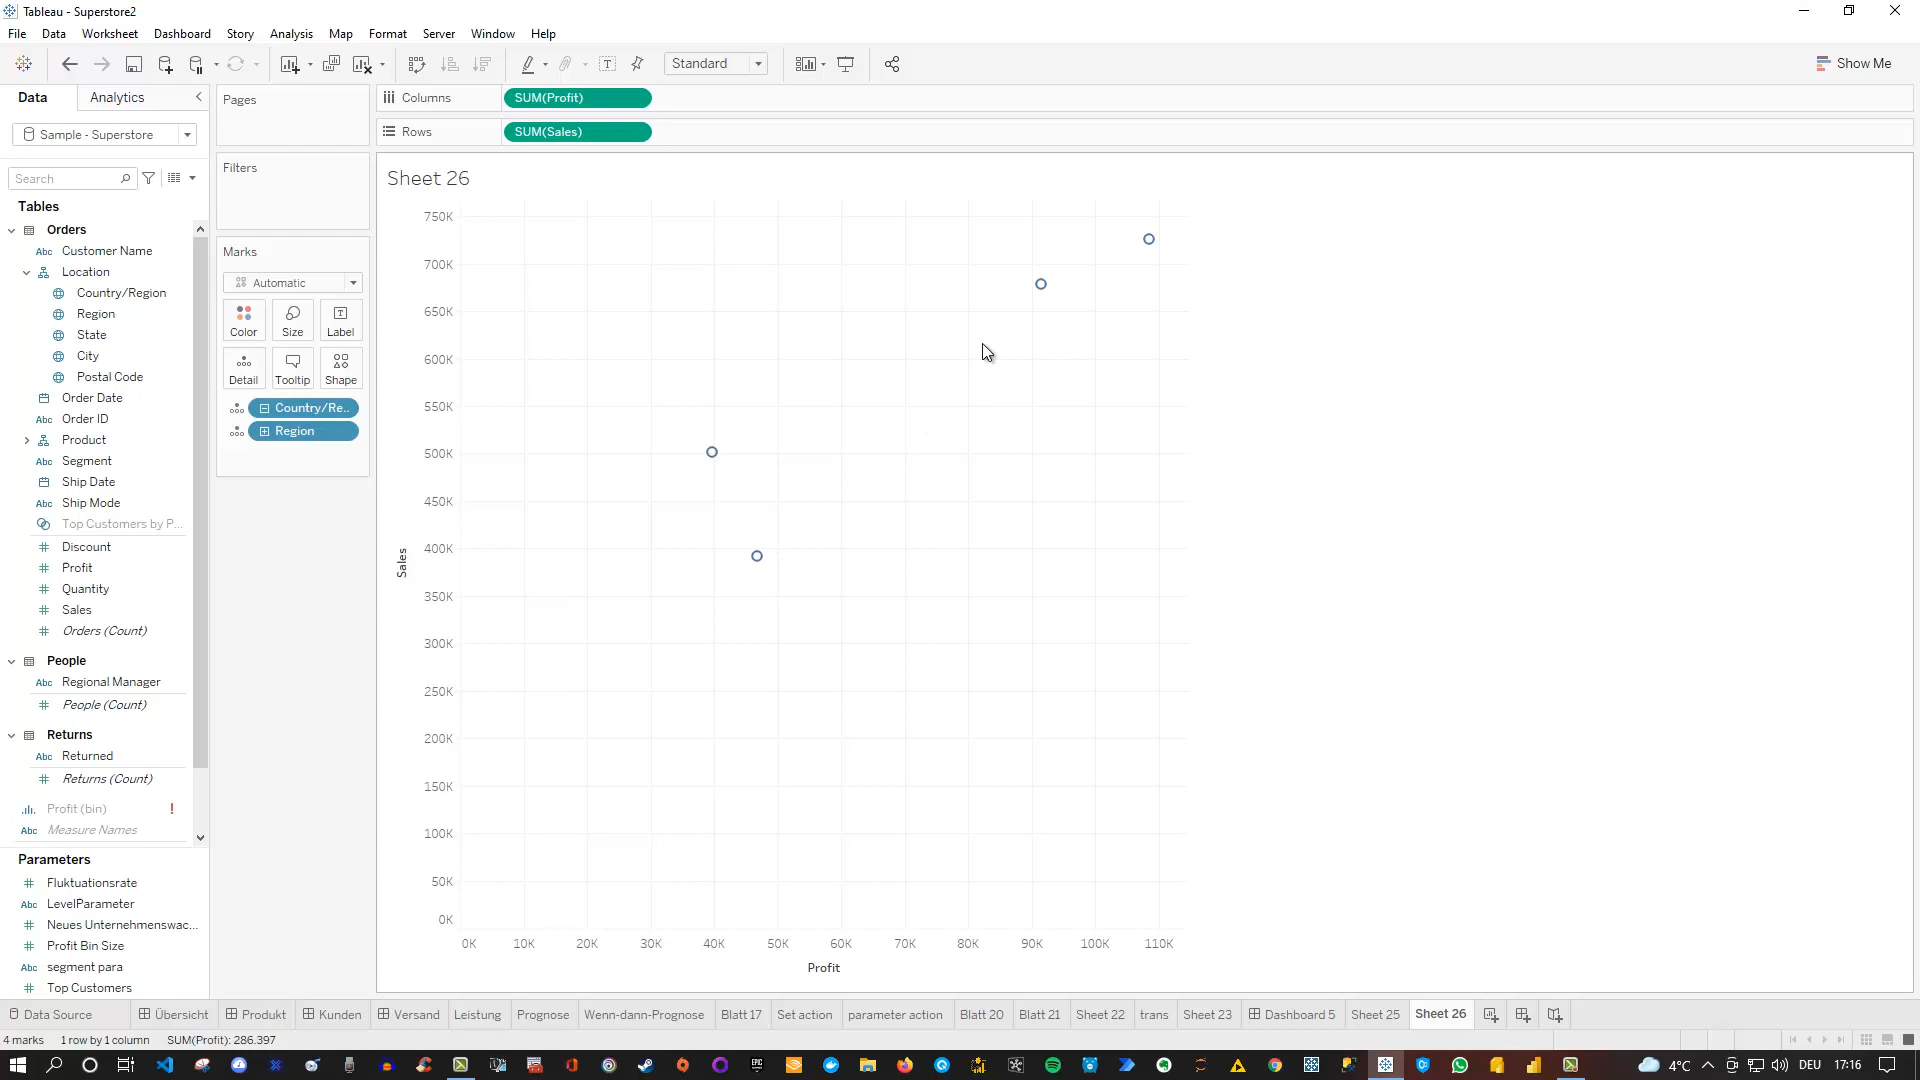 Tableau - Superstore2
File Data Worksheet Dashboard Story Analysis Map Format Server Window Help
Standard
Show Me
Data Analytics
Sample - Superstore
Search
Tables
Orders
Customer Name
Location
Country/Region
Region
State
City
Postal Code
Order Date
Order ID
Product
Segment
Ship Date
Ship Mode
Top Customers by P...
Discount
Profit
Quantity
Sales
Orders (Count)
People
Regional Manager
People (Count)
Returns
Returned
Returns (Count)
Profit (bin)
Measure Names
Parameters
Fluktuationsrate
LevelParameter
Neues Unternehmenswac...
Profit Bin Size
segment para
Top Customers
Pages
Filters
Marks
Automatic
Color Size Label
Detail Tooltip Shape
Country/Re..
Region
Columns SUM(Profit)
Rows SUM(Sales)
Sheet 26
750K
700K
650K
600K
550K
500K
450K
400K
350K
300K
250K
200K
150K
100K
50K
0K
Sales
0K 10K 20K 30K 40K 50K 60K 70K 80K 90K 100K 110K
Profit
Data Source Übersicht Produkt Kunden Versand Leistung Prognose Wenn-dann-Prognose Blatt 17 Set action parameter action Blatt 20 Blatt 21 Sheet 22 trans Sheet 23 Dashboard 5 Sheet 25 Sheet 26
4 marks 1 row by 1 column SUM(Profit): 286.397
4°C DEU 17:16